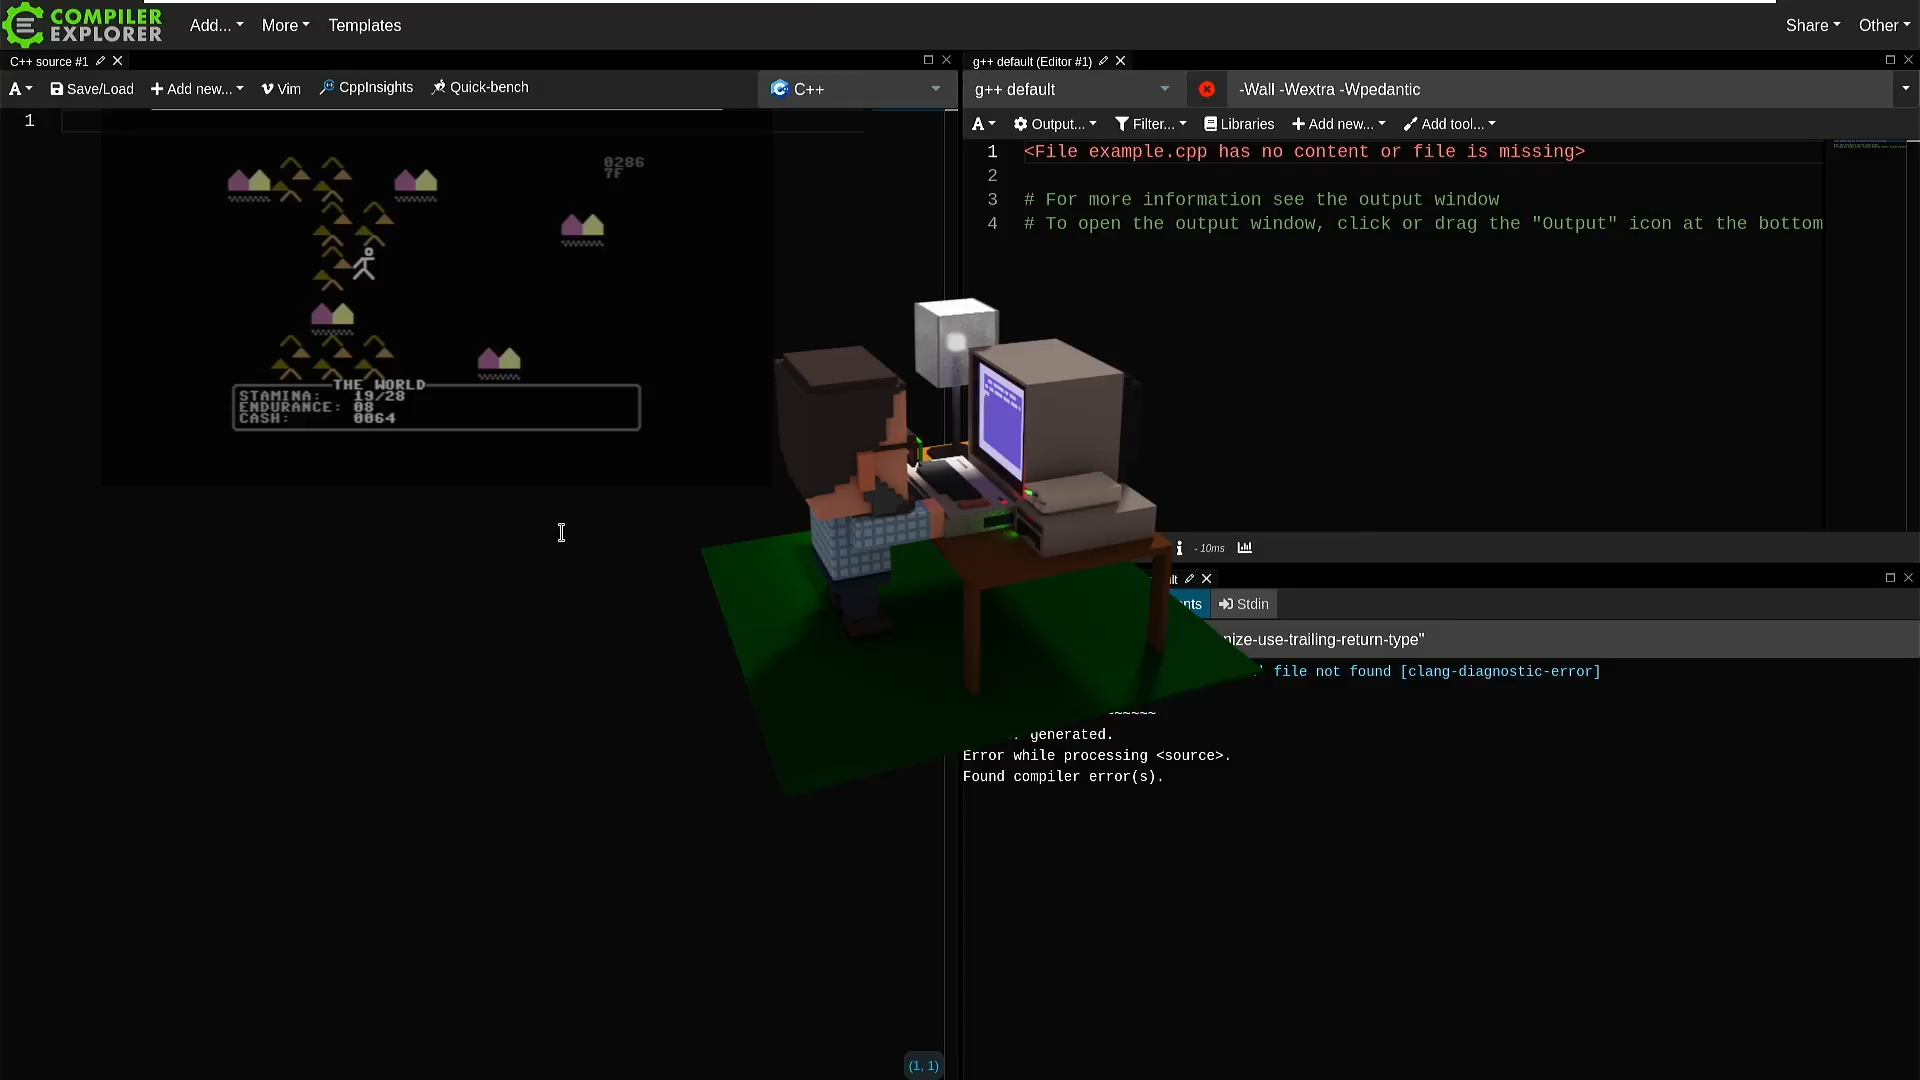 COMPILER
EXPLORER
Add...
More
Templates
Share
Other
C++ source #1
g++ default (Editor #1)
A
Save/Load
Add new...
Vim
CppInsights
Quick-bench
C++
g++ default
-Wall -Wextra -Wpedantic
A
Output...
Filter...
Libraries
Add new...
Add tool...
1
1 <File example.cpp has no content or file is missing>
2
3 # For more information see the output window
4 # To open the output window, click or drag the "Output" icon at the bottom
0286
7F
THE WORLD
STAMINA: 19/28
ENDURANCE: 08
CASH: 0064
- 10ms
Stdin
nize-use-trailing-return-type"
' file not found [clang-diagnostic-error]
~~~~~~
generated.
Error while processing <source>.
Found compiler error(s).
(1, 1)